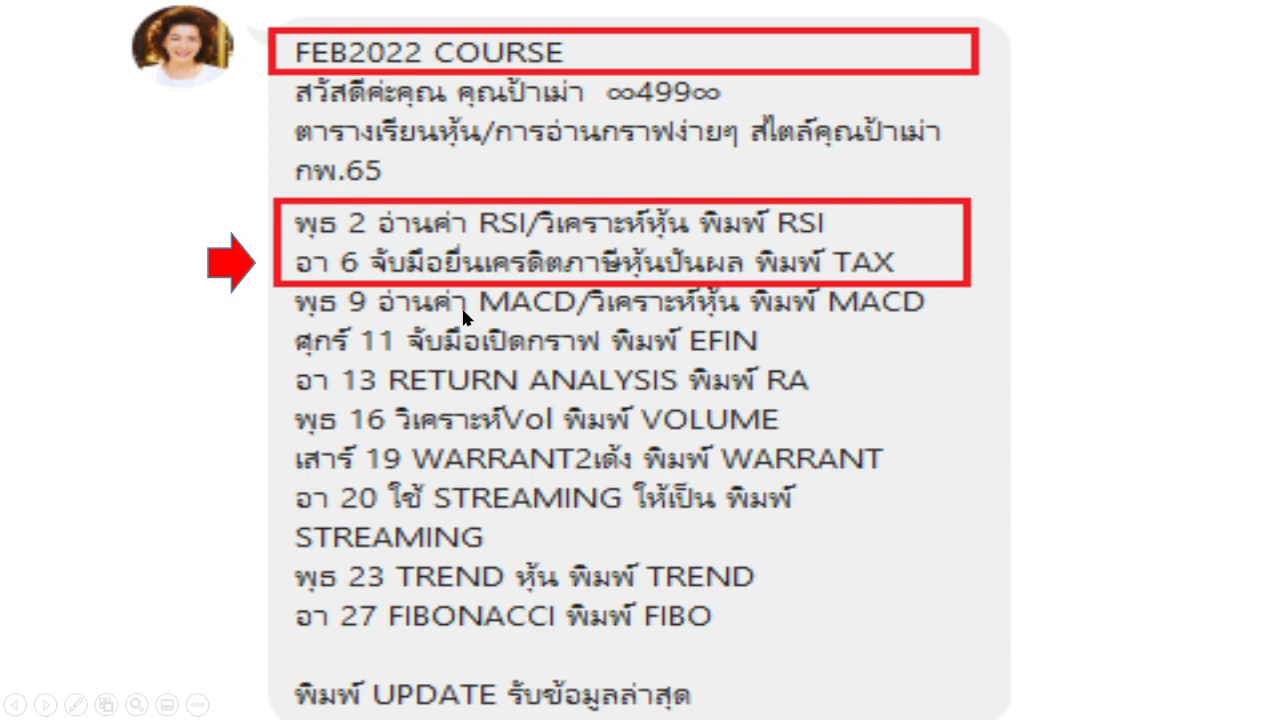 FEB2022 COURSE
สวัสดีค่ะคุณ คุณป้าเม่า ∞499∞
ตารางเรียนหุ้น/การอ่านกราฟง่ายๆ สไตล์คุณป้าเม่า
กพ.65
พุธ 2 อ่านค่า RSI/วิเคราะห์หุ้น พิมพ์ RSI
อา 6 จับมือยื่นเครดิตภาษีหุ้นปันผล พิมพ์ TAX
พุธ 9 อ่านค่า MACD/วิเคราะห์หุ้น พิมพ์ MACD
ศุกร์ 11 จับมือเปิดกราฟ พิมพ์ EFIN
อา 13 RETURN ANALYSIS พิมพ์ RA
พุธ 16 วิเคราะห์Vol พิมพ์ VOLUME
เสาร์ 19 WARRANT2เด้ง พิมพ์ WARRANT
อา 20 ใช้ STREAMING ให้เป็น พิมพ์
STREAMING
พุธ 23 TREND หุ้น พิมพ์ TREND
อา 27 FIBONACCI พิมพ์ FIBO
พิมพ์ UPDATE รับข้อมูลล่าสุด